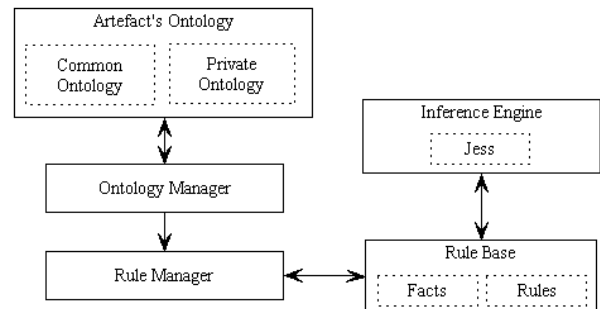 Artefact's Ontology
Common
Ontology
Private
Ontology
Inference Engine
Jess
Ontology Manager
Rule Manager
Rule Base
Facts
Rules